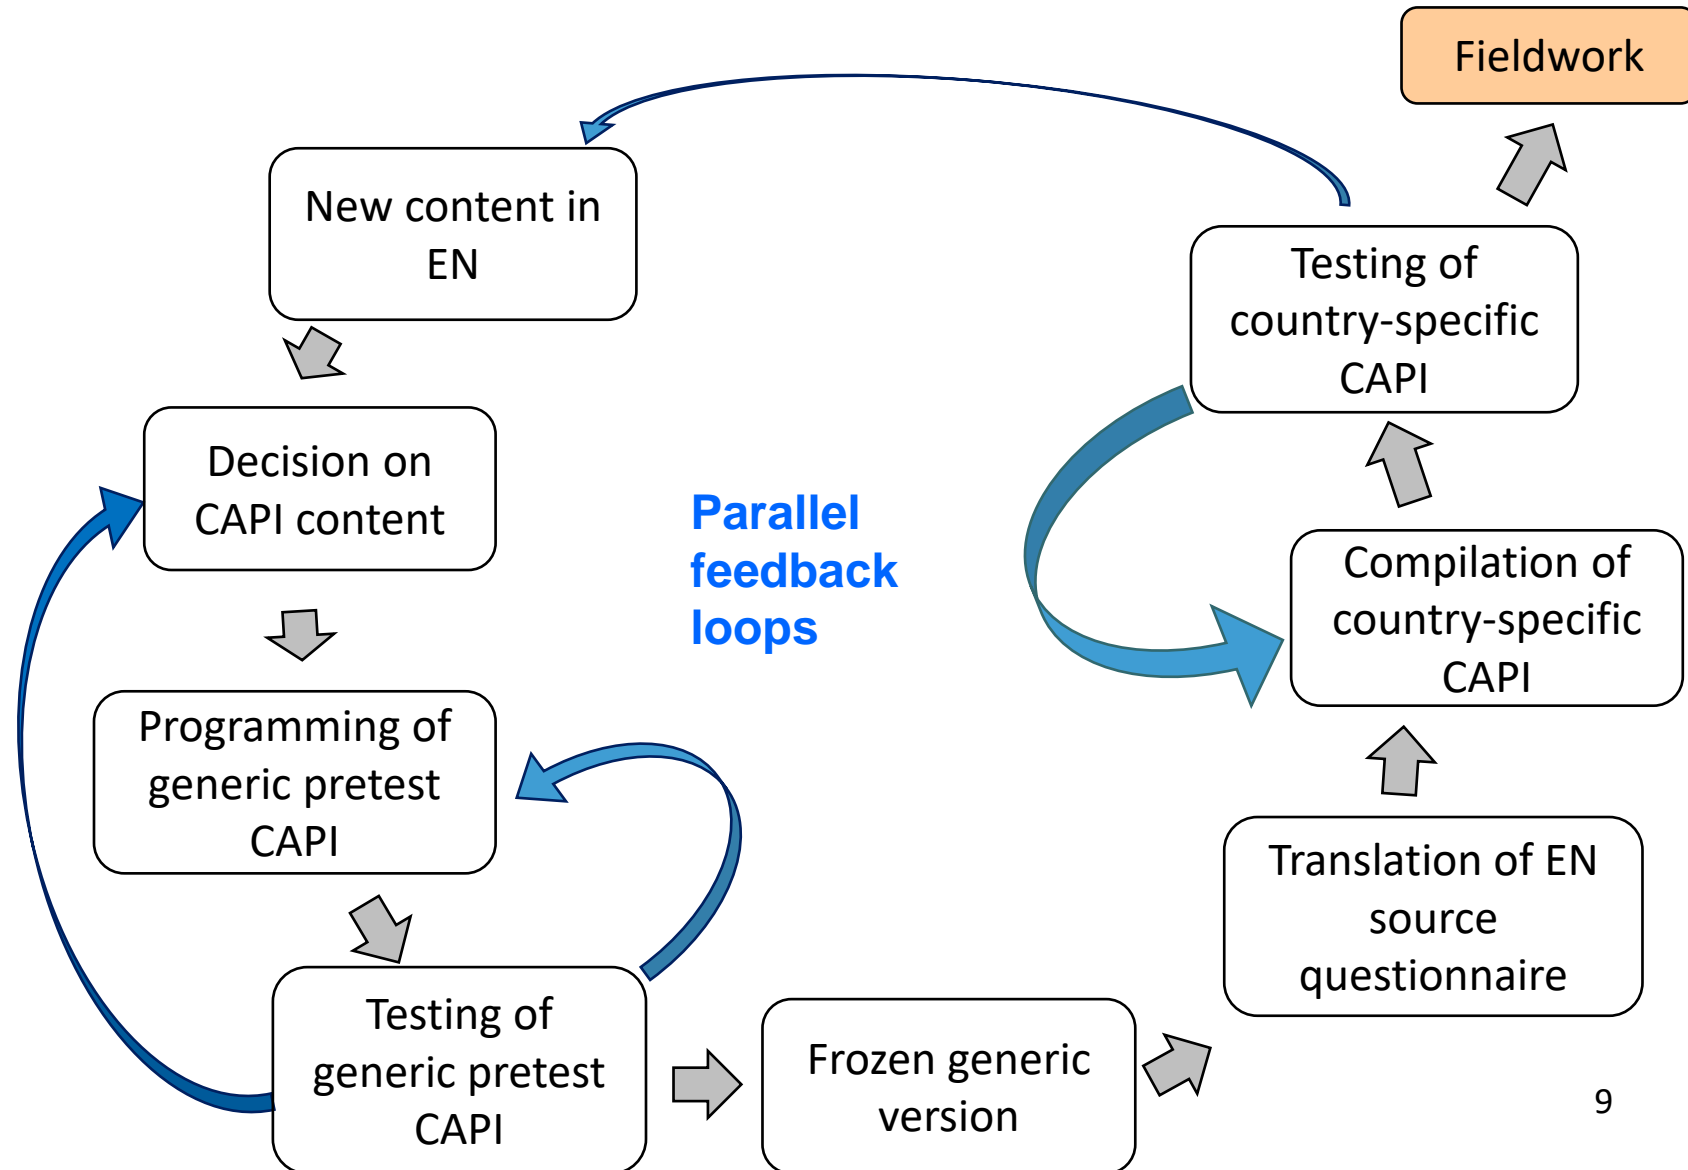 Fieldwork
New content in
EN
Testing of
country-specific
CAPI
Decision on
CAPI content
Parallel
feedback
loops
Compilation of
country-specific
CAPI
Programming of
generic pretest
CAPI
Translation of EN
source
questionnaire
Testing of
generic pretest
CAPI
Frozen generic
version
9